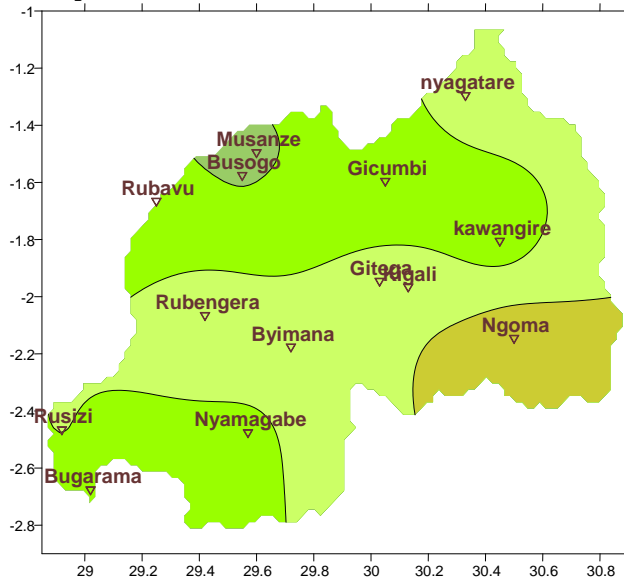 -1
-1.2
-1.4
-1.6
-1.8
-2
-2.2
-2.4
-2.6
-2.8
nyagatare
Musanze
Busogo
Gicumbi
Rubavu
kawangire
Gitega
Kigali
Rubengera
Ngoma
Byimana
Rusizi
Nyamagabe
Bugarama
29 29.2 29.4 29.6 29.8 30 30.2 30.4 30.6 30.8